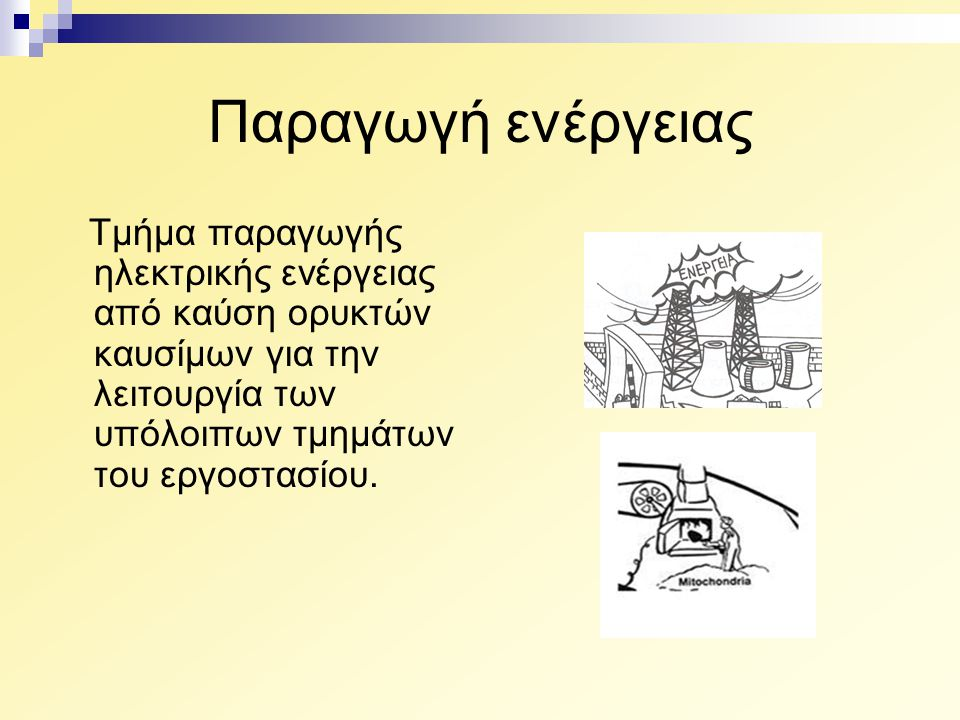 Παραγωγή ενέργειας
Τμήμα παραγωγής
ηλεκτρικής ενέργειας
από καύση ορυκτών
καυσίμων για την
λειτουργία των
υπόλοιπων τμημάτων
του εργοστασίου.
ΕΝΕΡΓΕΙΑ
Mitochondria